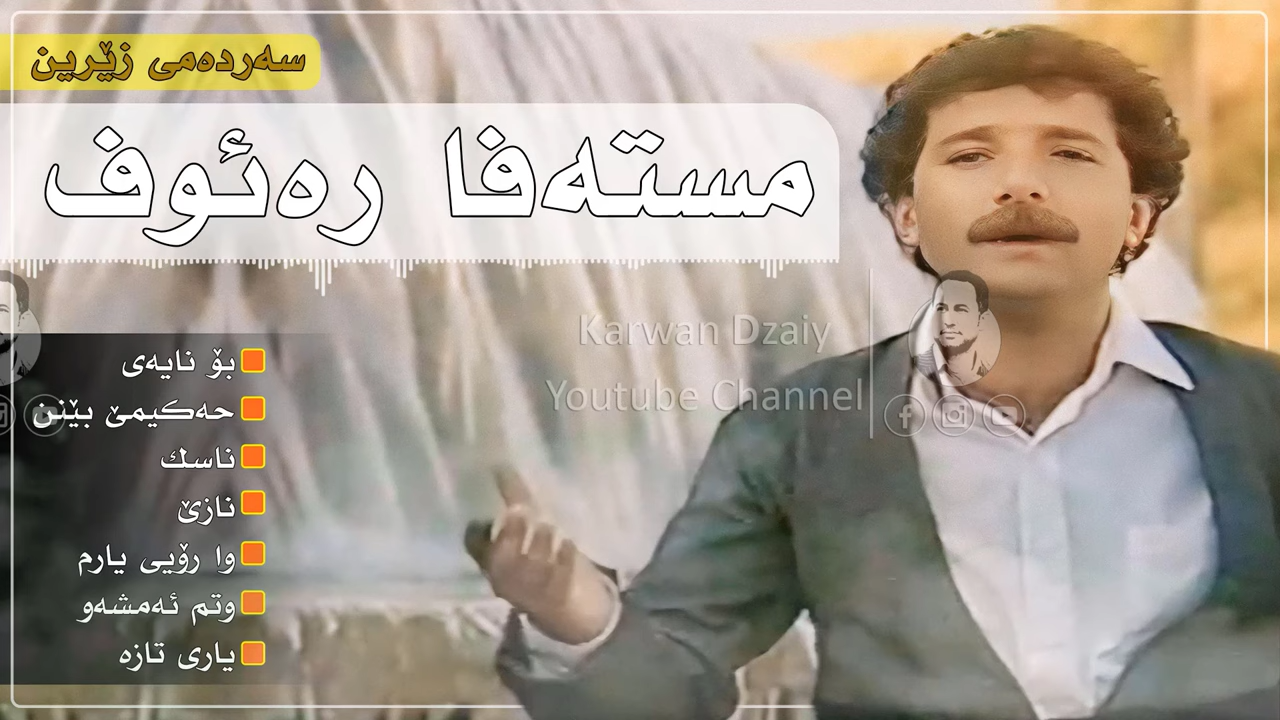 سەردەمی زێڕین
مستەفا رەئوف
Karwan Dzaiy
Youtube Channel
بۆ نایەی
حەکیمێ بێنن
ناسك
نازێ
وا رۆیی یارم
وتم ئەمشەو
یاری تازە